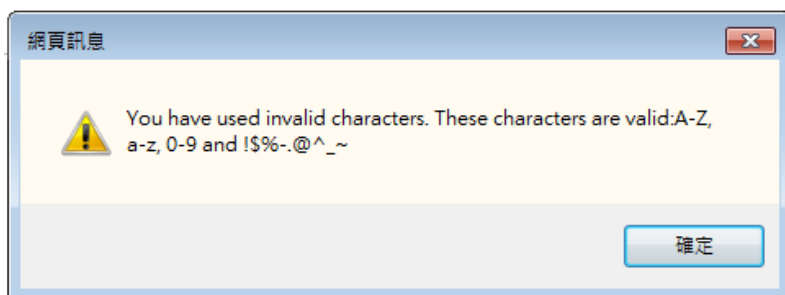 網頁訊息
You have used invalid characters. These characters are valid:A-Z,
a-z, 0-9 and !$%-.@^_~
確定